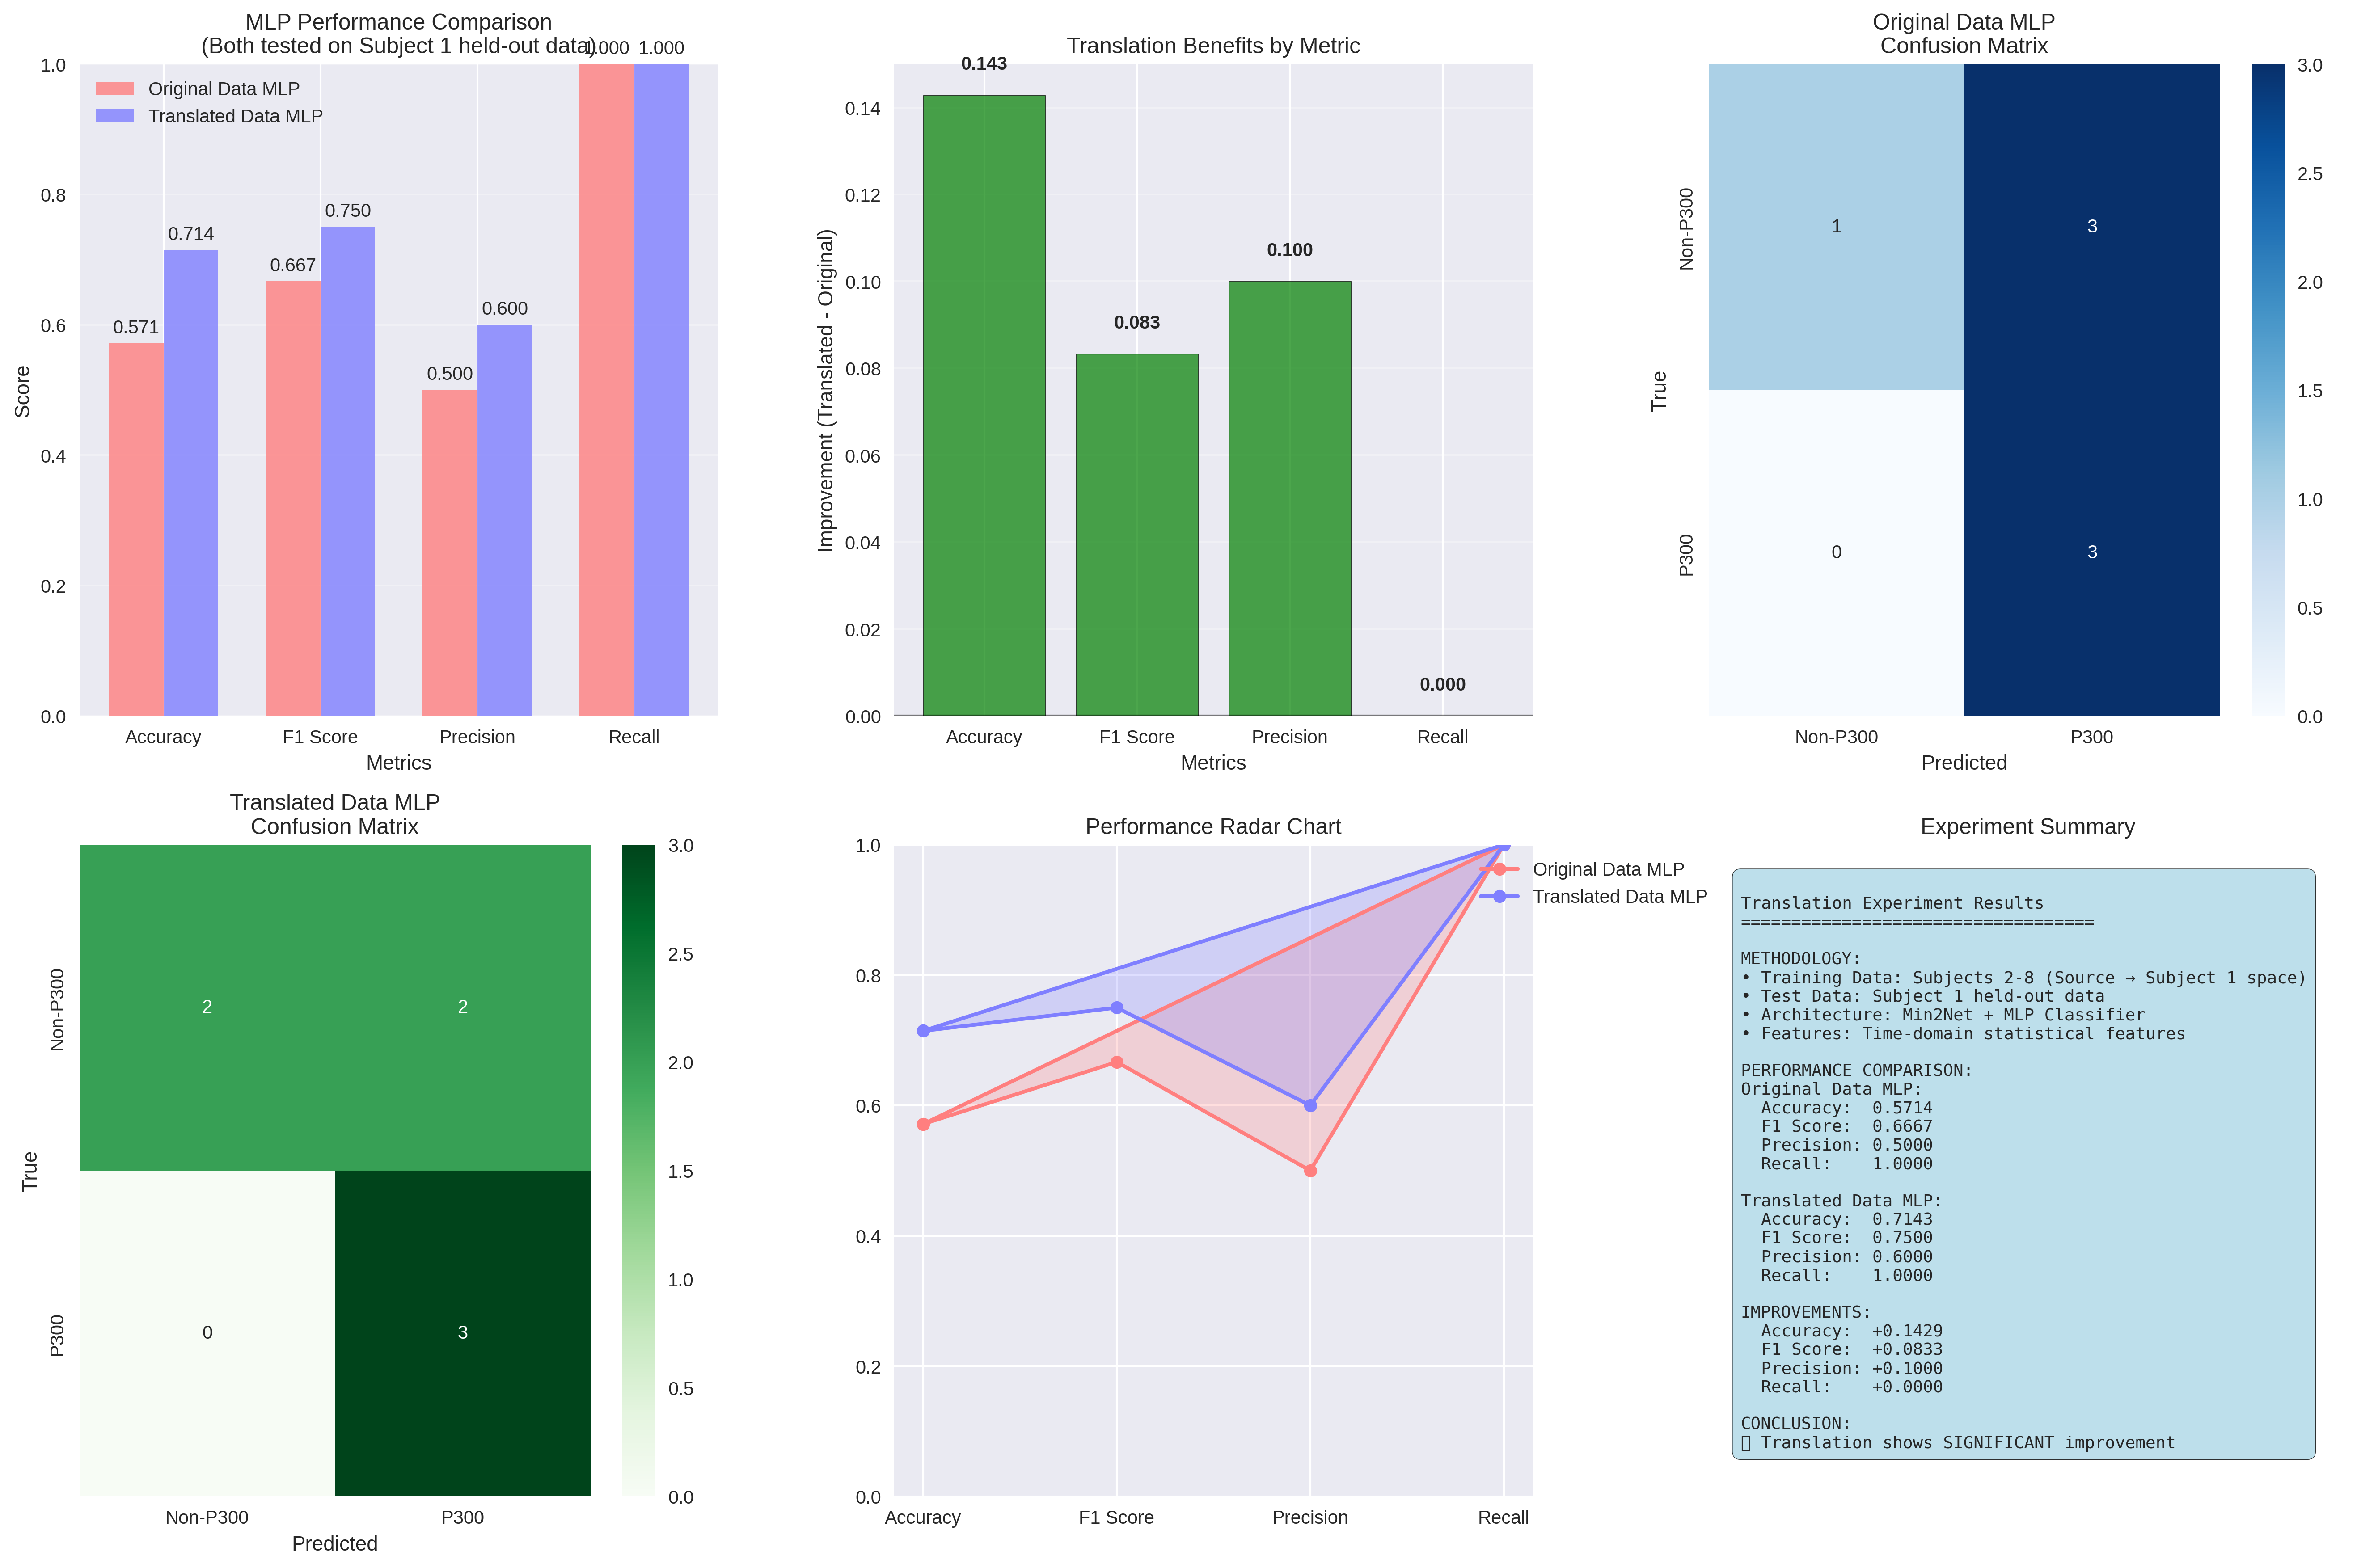 MLP Performance Comparison
(Both tested on Subject 1 held-out data)
1.000 1.000
1.0
0.8
0.6
0.4
0.2
0.0
Score
Original Data MLP
Translated Data MLP
0.571
0.714
0.667
0.750
0.500
0.600
Accuracy F1 Score Precision Recall
Metrics
Translation Benefits by Metric
0.143
0.14
0.12
0.10
0.08
0.06
0.04
0.02
0.00
Improvement (Translated - Original)
0.083
0.100
0.000
Accuracy F1 Score Precision Recall
Metrics
Original Data MLP
Confusion Matrix
True
Non-P300
P300
1 3
0 3
Non-P300 P300
Predicted
3.0
2.5
2.0
1.5
1.0
0.5
0.0
Translated Data MLP
Confusion Matrix
True
Non-P300
P300
2 2
0 3
Non-P300 P300
Predicted
3.0
2.5
2.0
1.5
1.0
0.5
0.0
Performance Radar Chart
1.0
0.8
0.6
0.4
0.2
0.0
Original Data MLP
Translated Data MLP
Accuracy F1 Score Precision Recall
Experiment Summary
Translation Experiment Results
===================================
METHODOLOGY:
• Training Data: Subjects 2-8 (Source → Subject 1 space)
• Test Data: Subject 1 held-out data
• Architecture: Min2Net + MLP Classifier
• Features: Time-domain statistical features
PERFORMANCE COMPARISON:
Original Data MLP:
Accuracy: 0.5714
F1 Score: 0.6667
Precision: 0.5000
Recall: 1.0000
Translated Data MLP:
Accuracy: 0.7143
F1 Score: 0.7500
Precision: 0.6000
Recall: 1.0000
IMPROVEMENTS:
Accuracy: +0.1429
F1 Score: +0.0833
Precision: +0.1000
Recall: +0.0000
CONCLUSION:
Translation shows SIGNIFICANT improvement